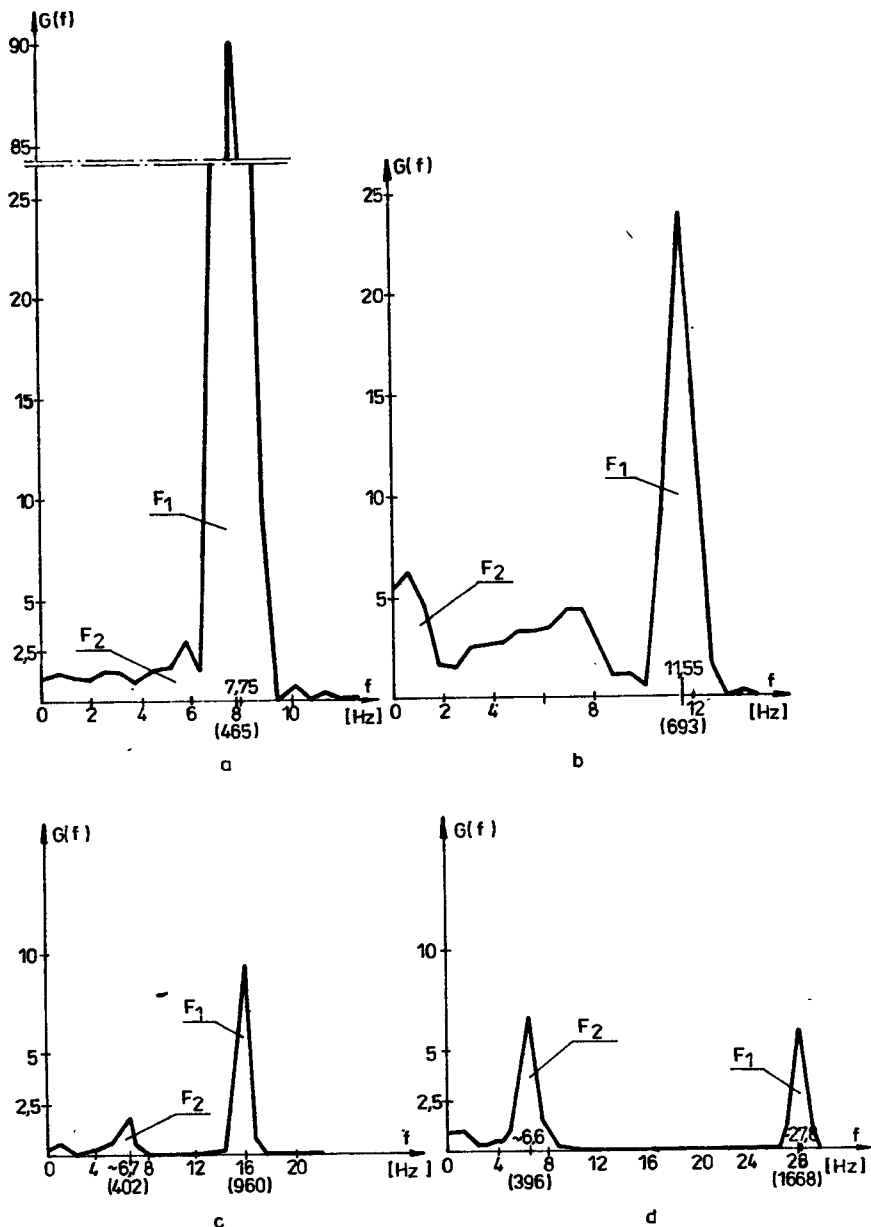 G(f)
90
85
25
20
15
10
5
2,5
F1
F2
7,75
f
0 2 4 6 8 10 [Hz]
(465)
a
G(f)
25
20
15
10
5
F1
F2
11,55
f
0 2 4 8 12 [Hz]
(693)
b
G(f)
10
5
2,5
F1
F2
f
0 4 ~6,7 8 12 16 20 [Hz]
(402) (960)
c
G(f)
10
5
2,5
F2
F1
~6,6 ~27,8 f
0 4 8 12 16 20 24 28 [Hz]
(396) (1668)
d